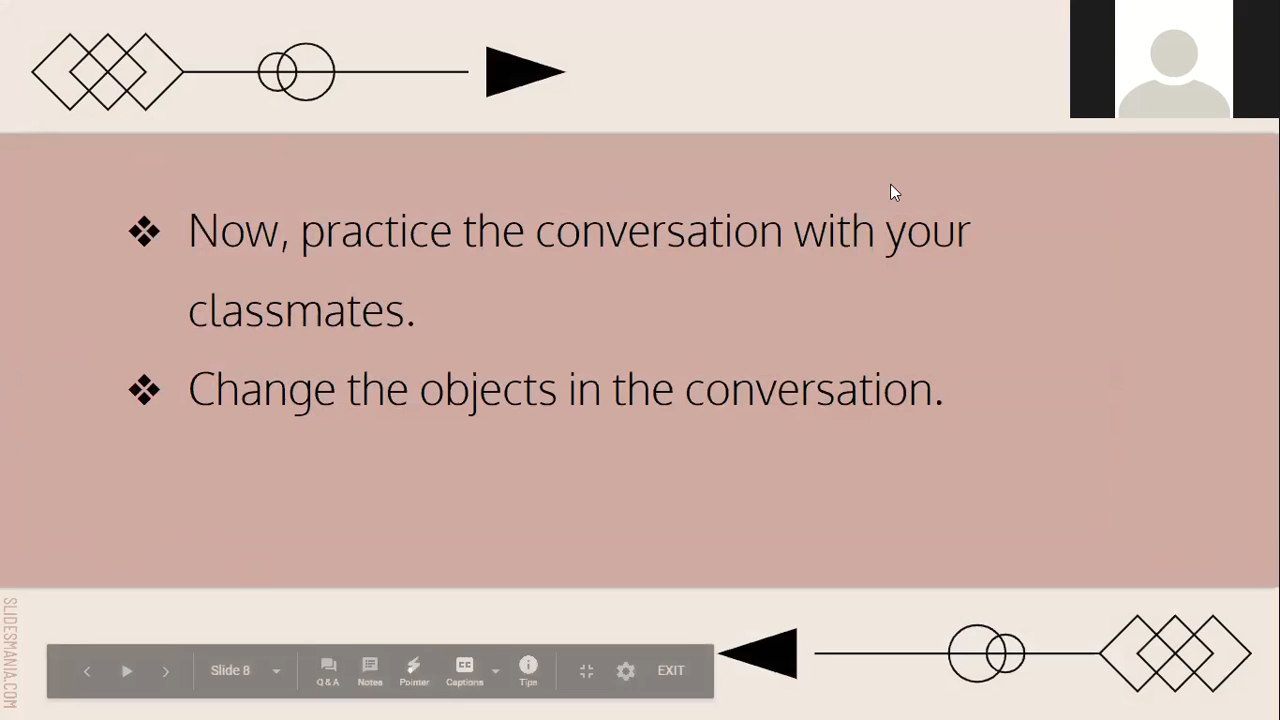 ❖ Now, practice the conversation with your
classmates.
❖ Change the objects in the conversation.
SLIDESMANIA.COM
Slide 8
Q & A
Notes
Pointer
CC
Captions
Tips
EXIT